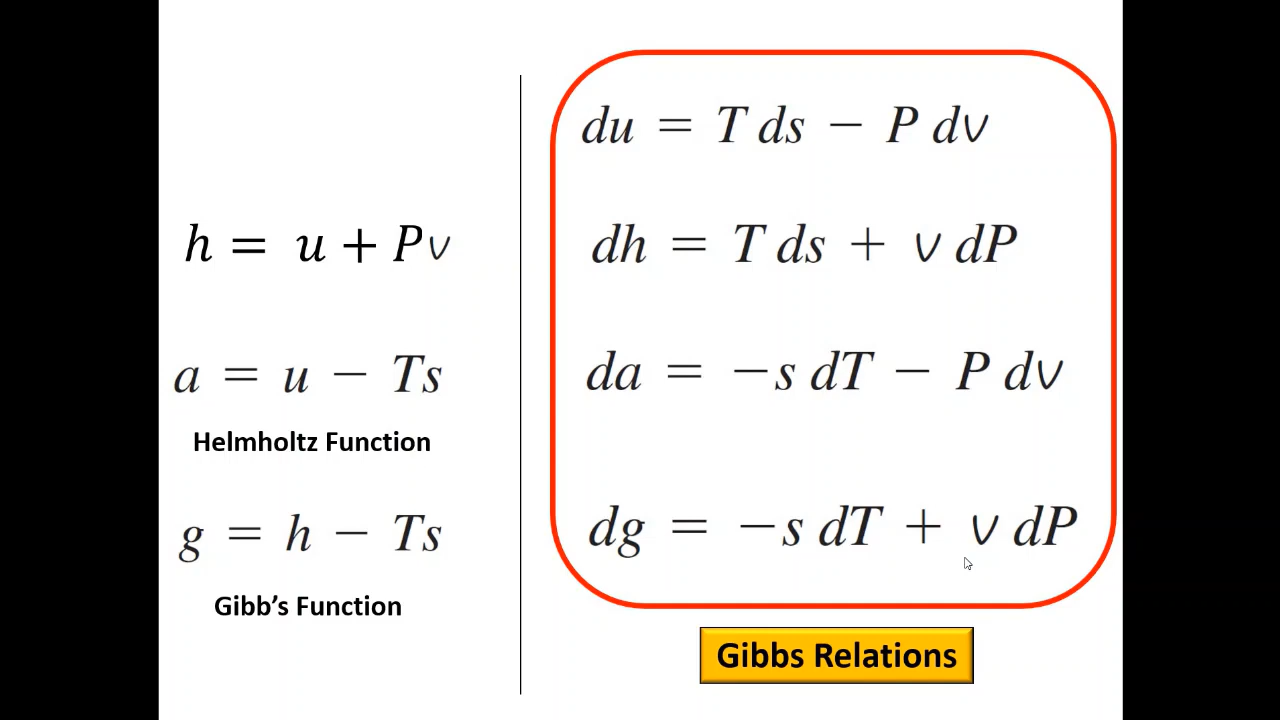 h = u + Pv
a = u − Ts
Helmholtz Function
g = h − Ts
Gibb’s Function
du = T ds − P dv
dh = T ds + v dP
da = −s dT − P dv
dg = −s dT + v dP
Gibbs Relations